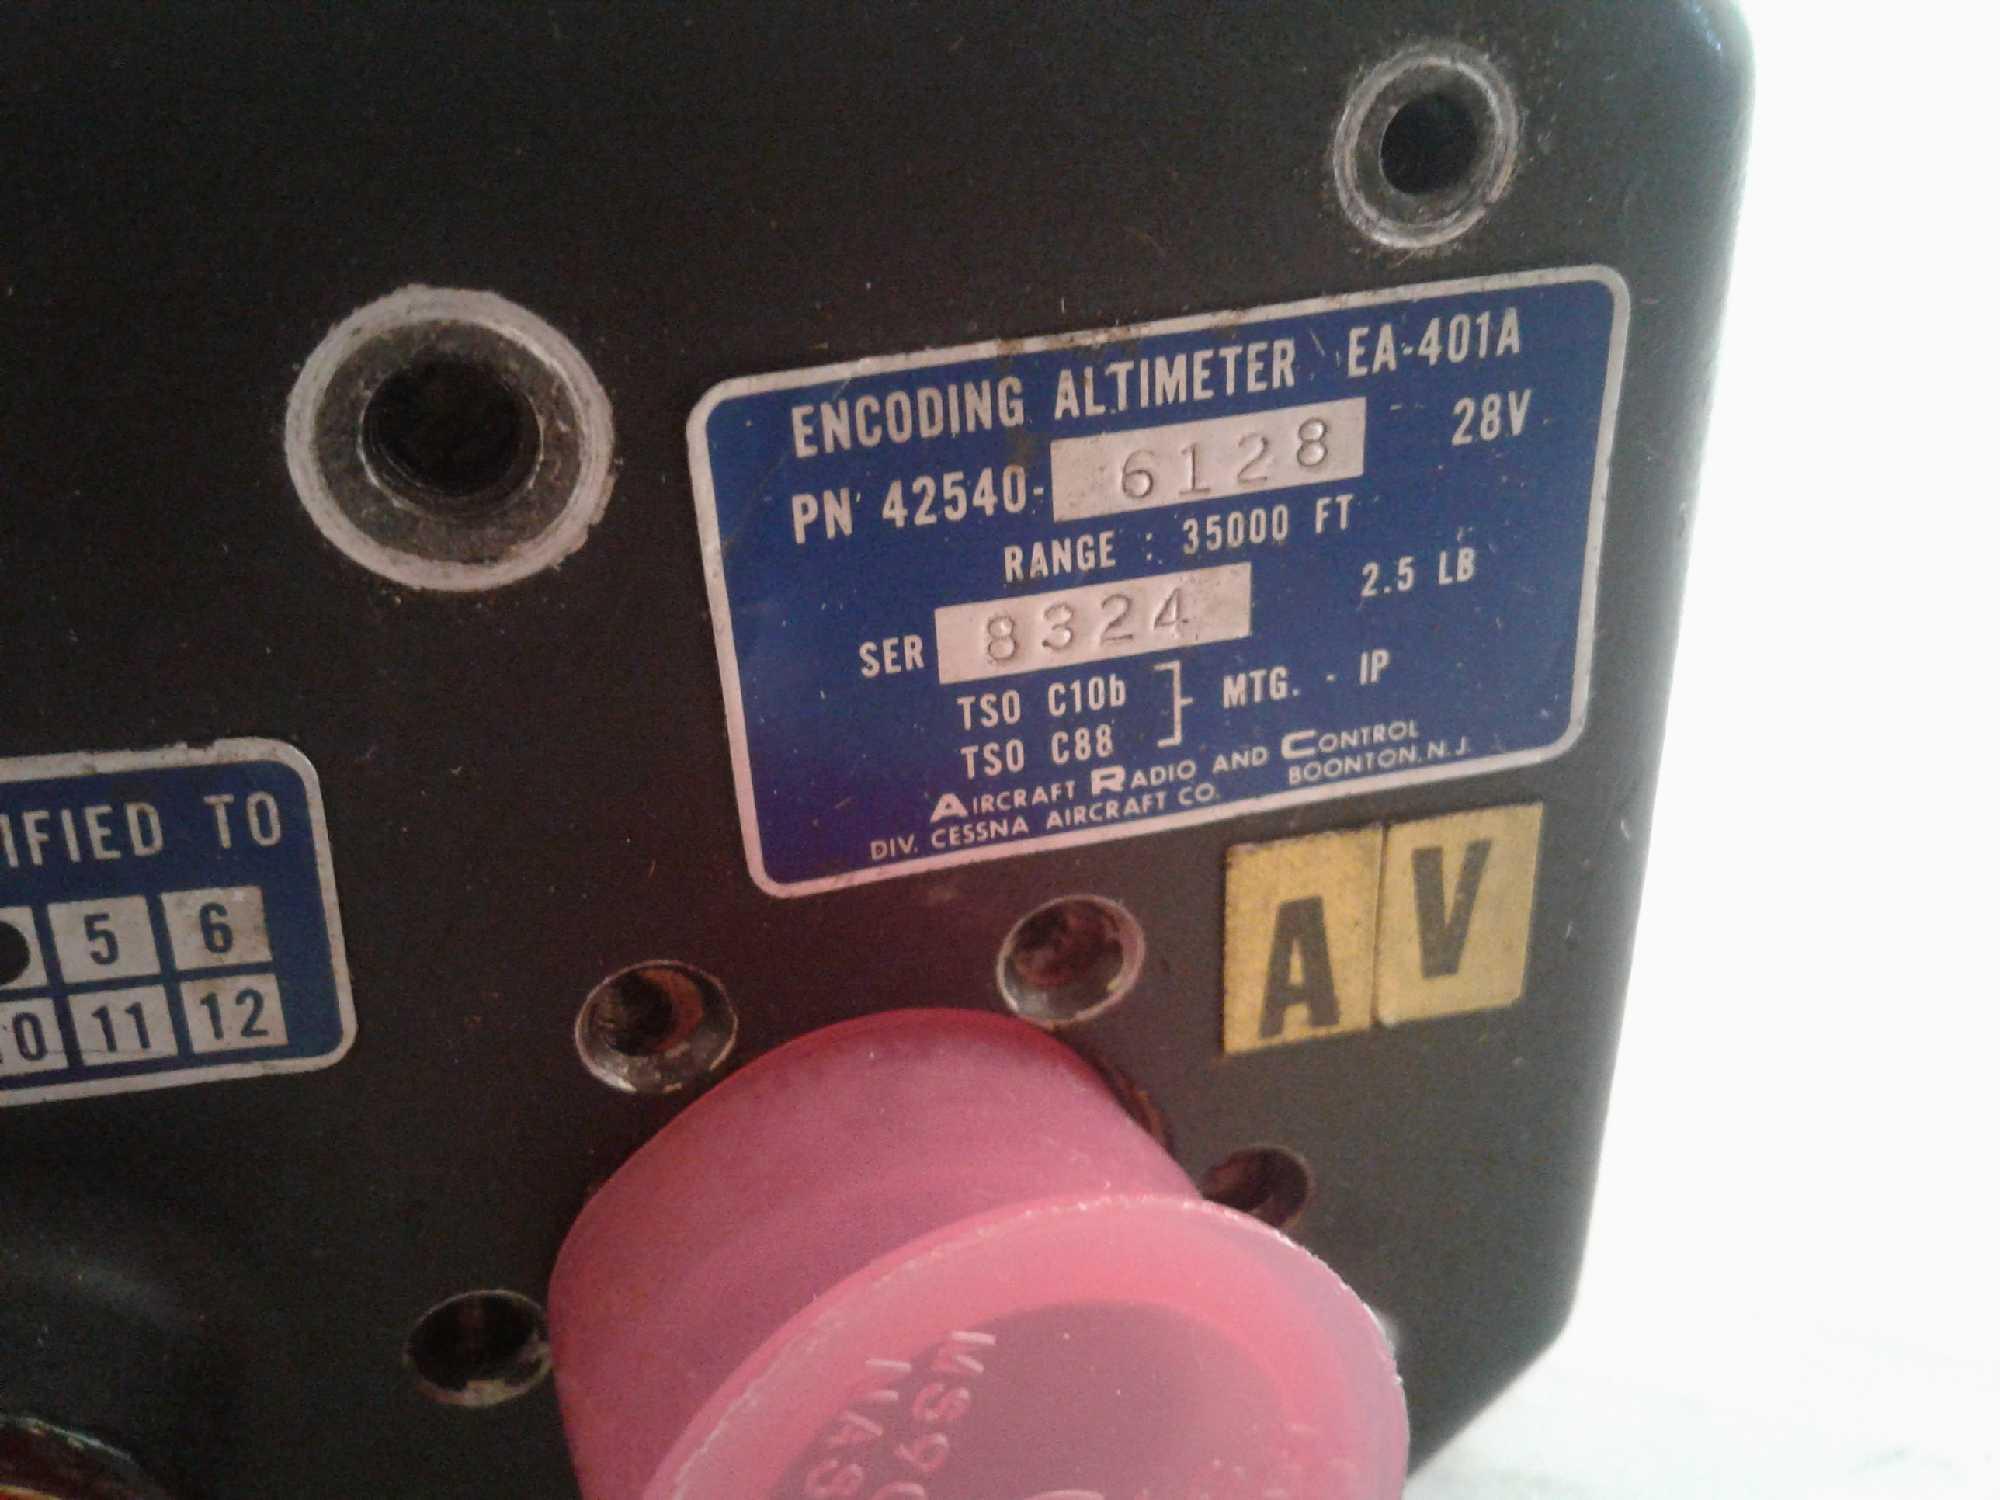 ENCODING ALTIMETER EA-401A
PN 42540- 6128 28V
RANGE : 35000 FT
2.5 LB
SER 8324
TSO C10b
TSO C88
MTG. - IP
AIRCRAFT RADIO AND CONTROL
DIV. CESSNA AIRCRAFT CO. BOONTON, N.J.
A V
TO
5 6
11 12